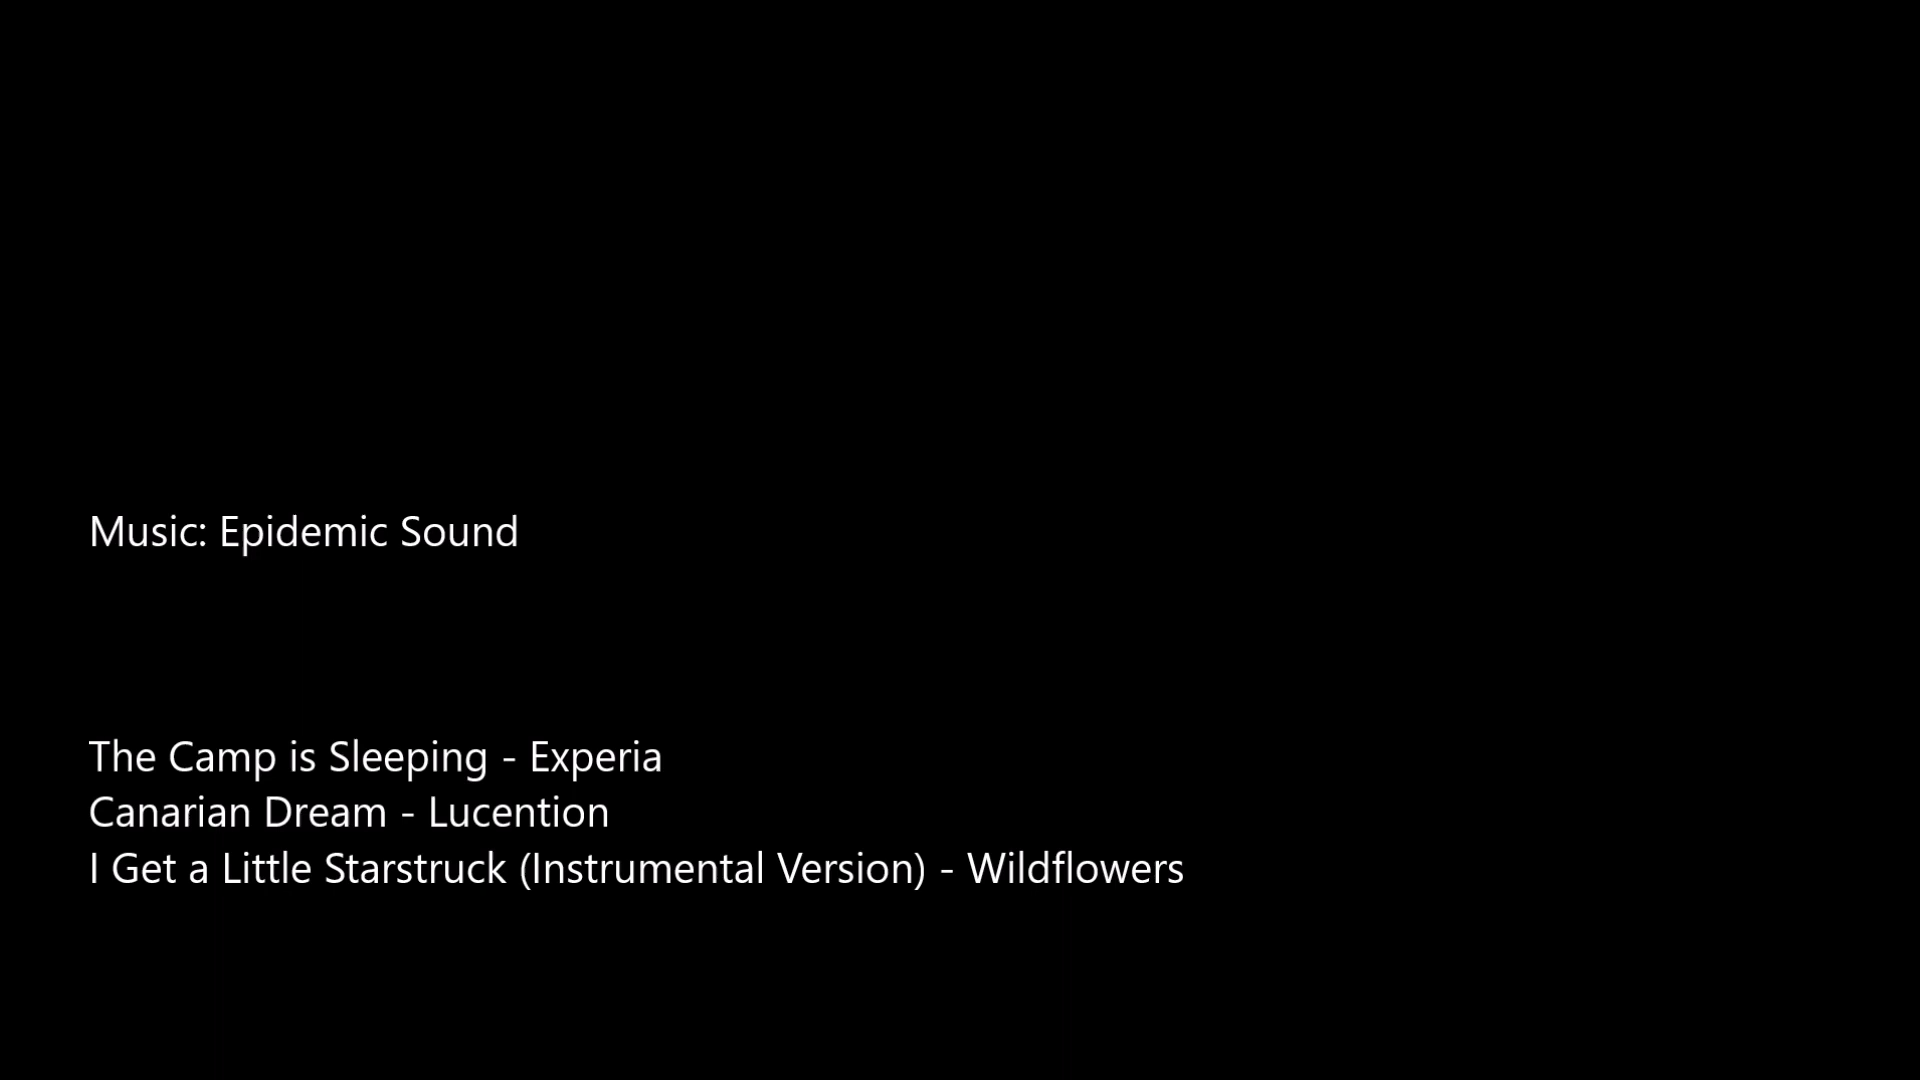 Music: Epidemic Sound
The Camp is Sleeping - Experia
Canarian Dream - Lucention
I Get a Little Starstruck (Instrumental Version) - Wildflowers